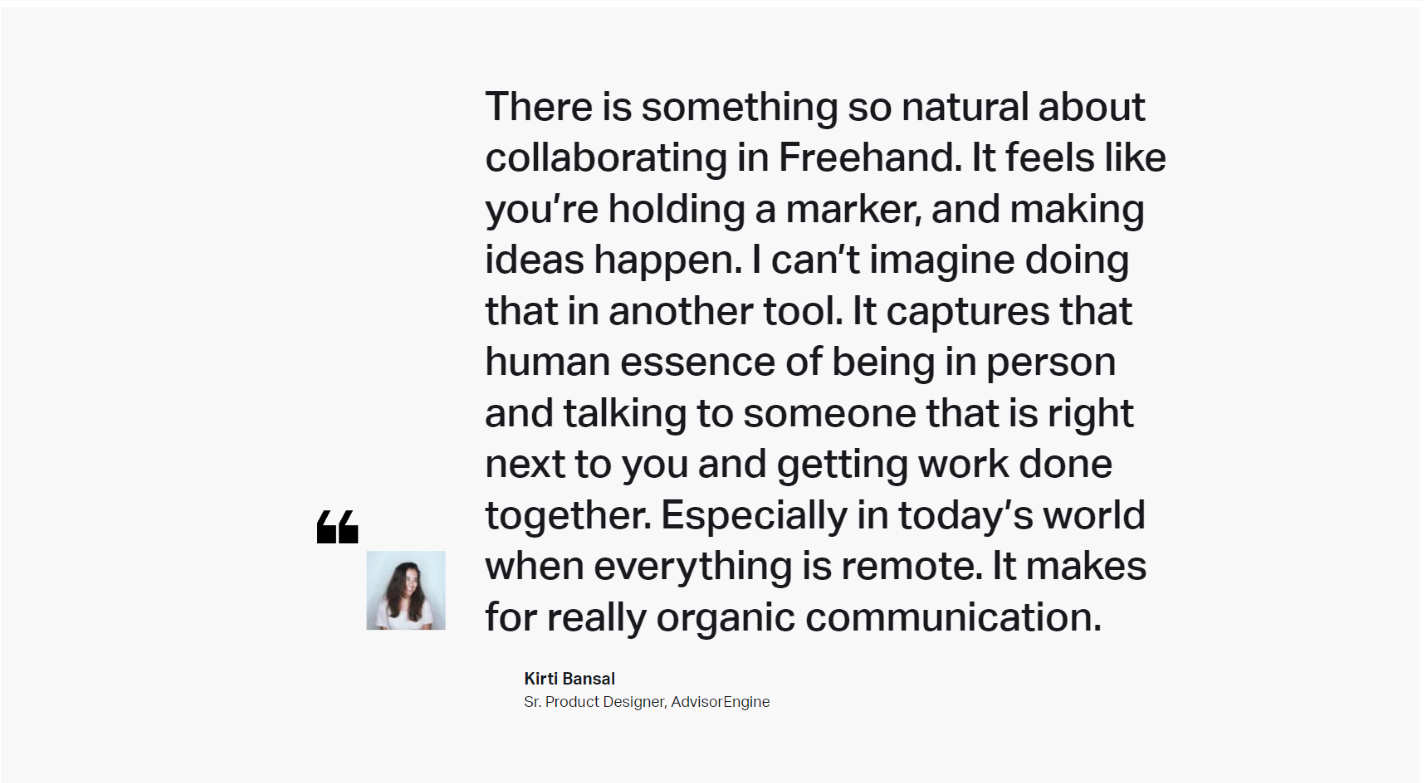 There is something so natural about
collaborating in Freehand. It feels like
you’re holding a marker, and making
ideas happen. I can’t imagine doing
that in another tool. It captures that
human essence of being in person
and talking to someone that is right
next to you and getting work done
together. Especially in today’s world
when everything is remote. It makes
for really organic communication.
“
Kirti Bansal
Sr. Product Designer, AdvisorEngine